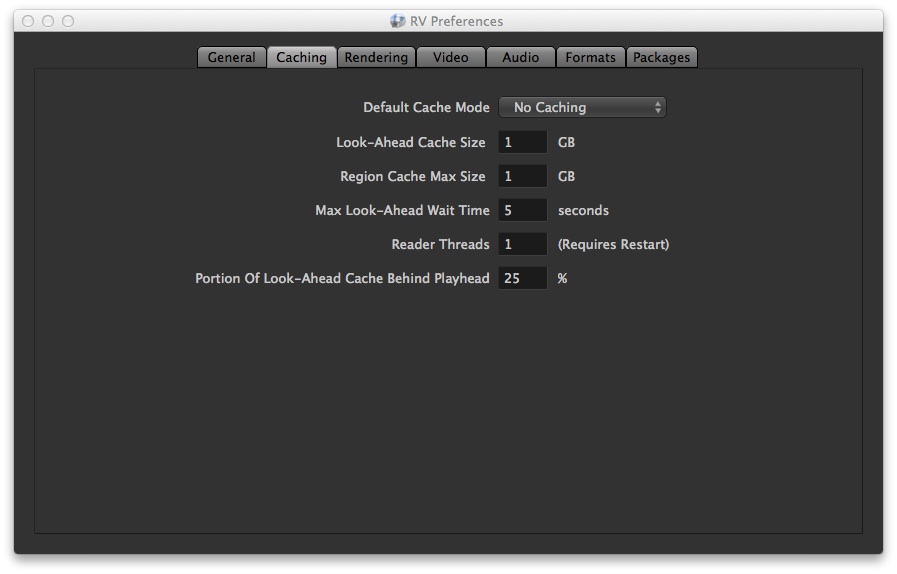 RV Preferences
General Caching Rendering Video Audio Formats Packages
Default Cache Mode No Caching
Look-Ahead Cache Size 1 GB
Region Cache Max Size 1 GB
Max Look-Ahead Wait Time 5 seconds
Reader Threads 1 (Requires Restart)
Portion Of Look-Ahead Cache Behind Playhead 25 %